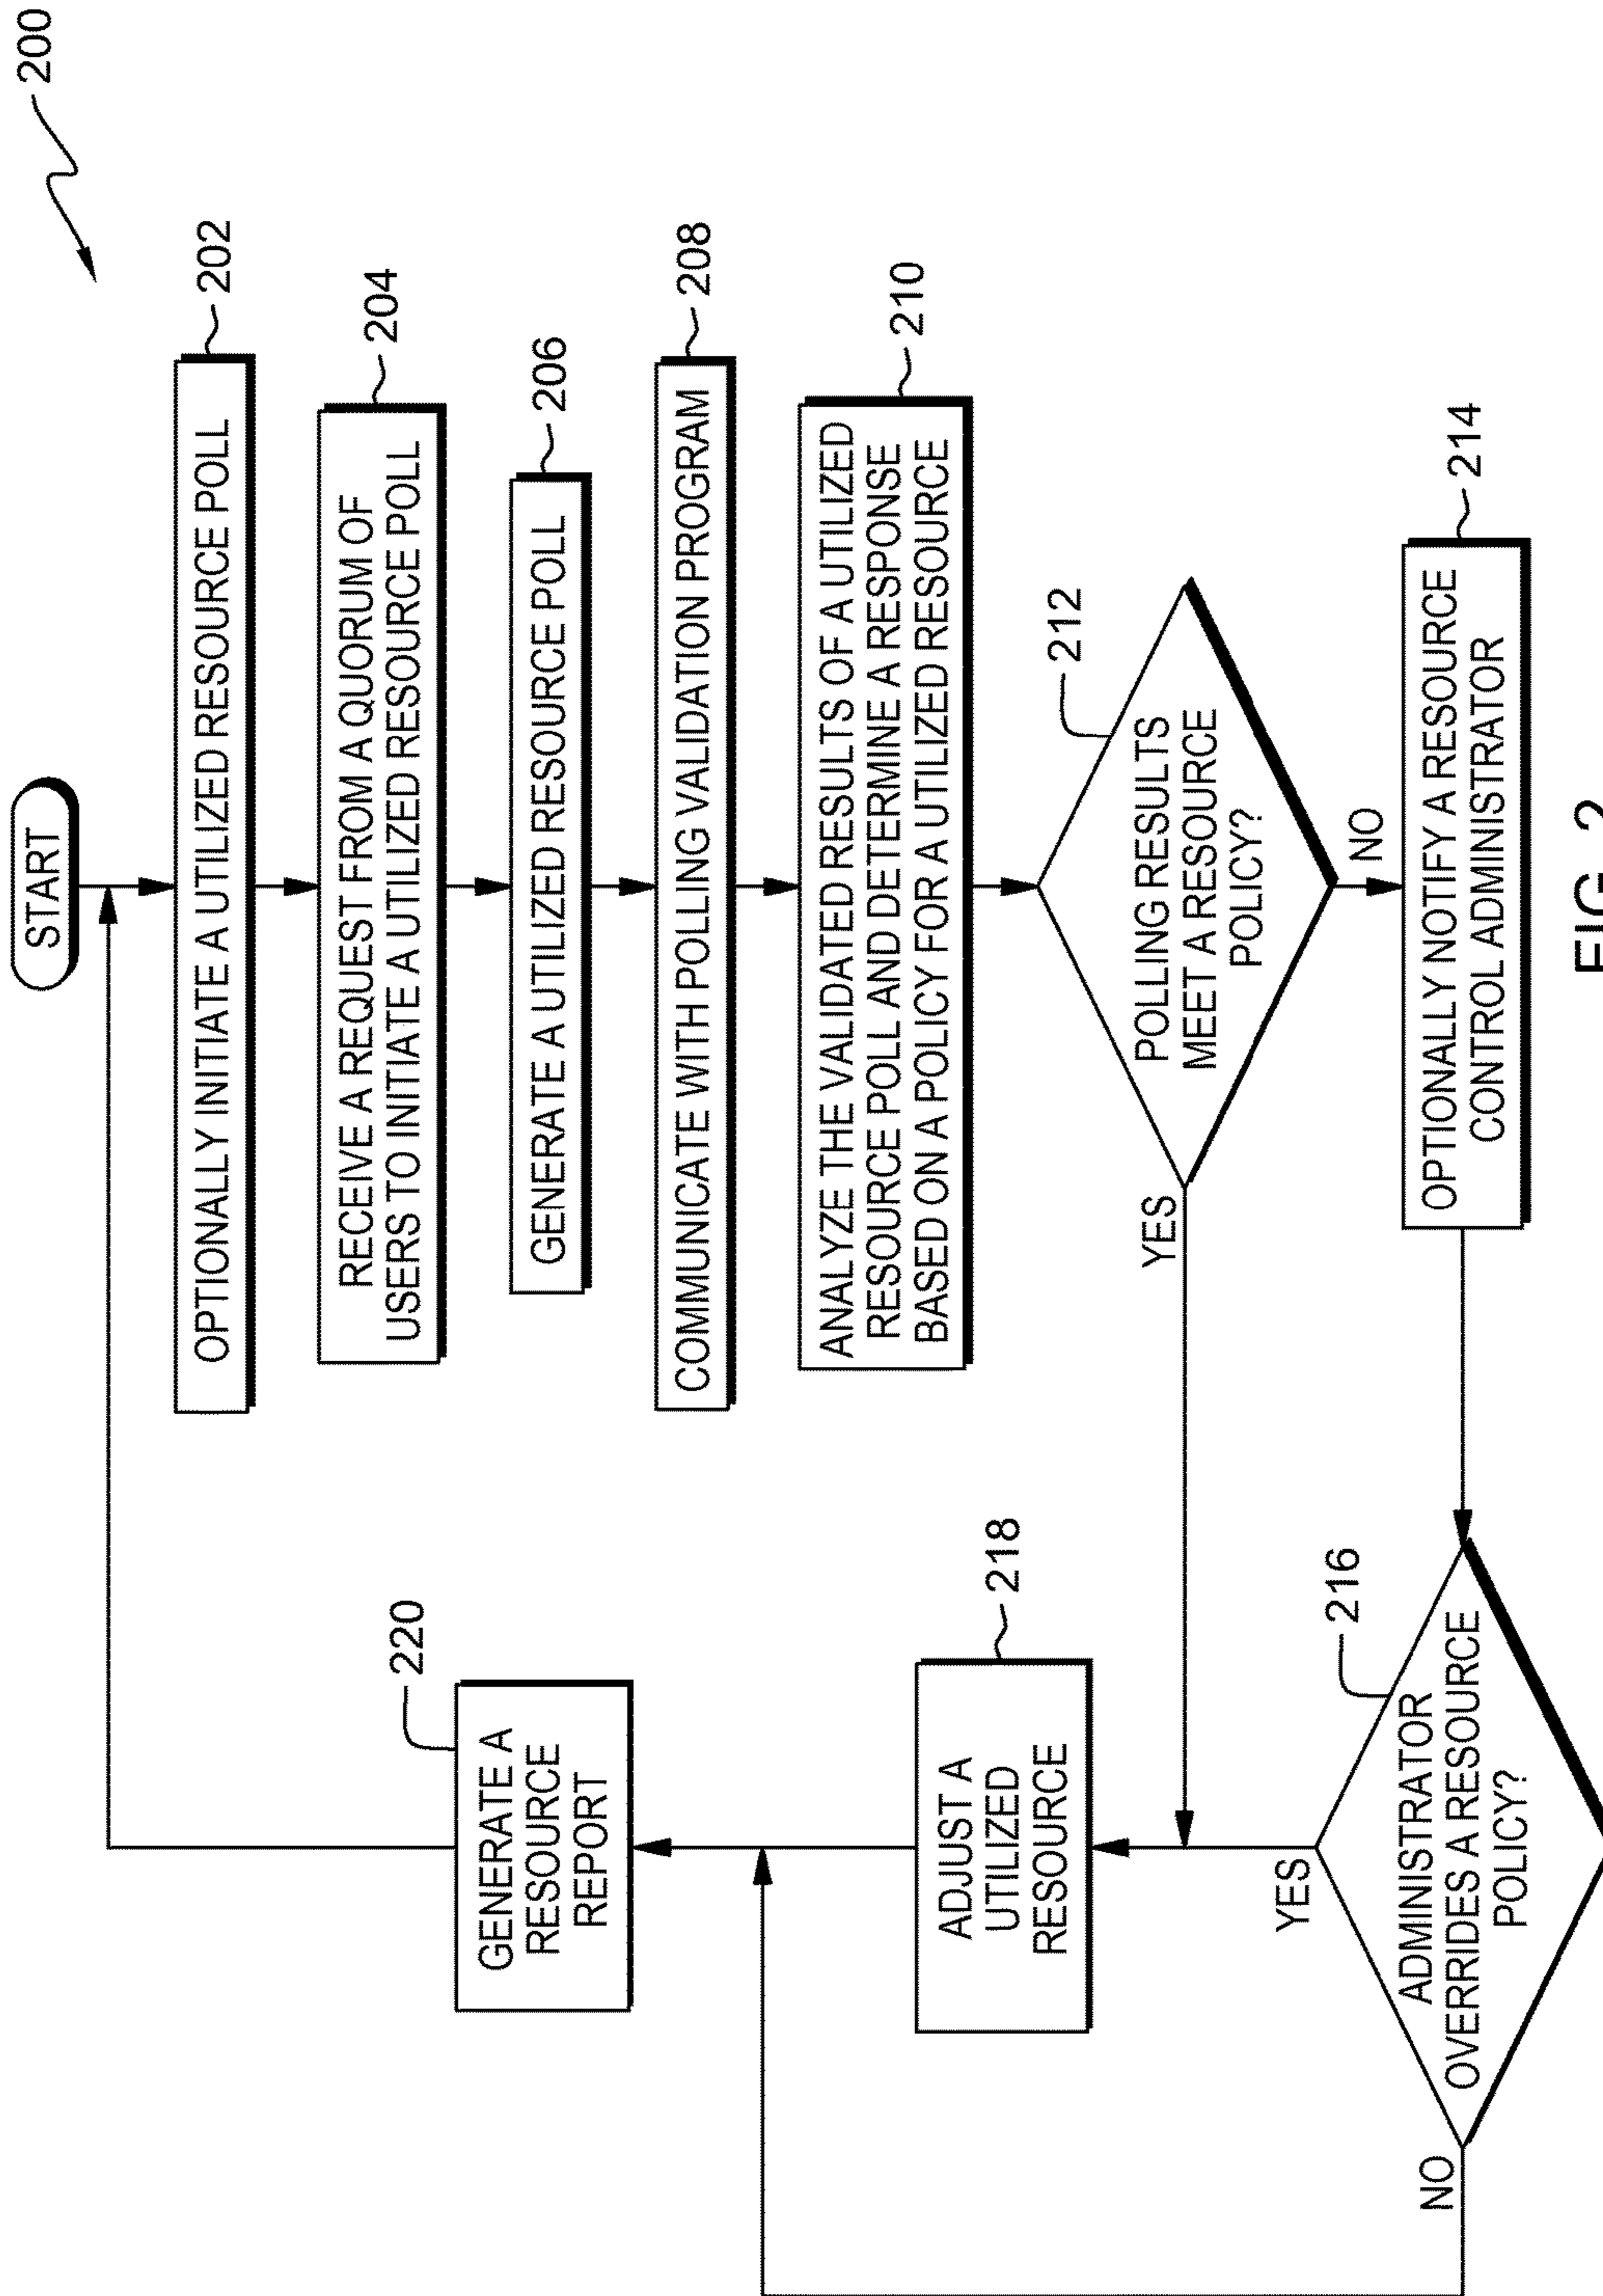 200
START
OPTIONALLY INITIATE A UTILIZED RESOURCE POLL
202
RECEIVE A REQUEST FROM A QUORUM OF
USERS TO INITIATE A UTILIZED RESOURCE POLL
204
GENERATE A UTILIZED RESOURCE POLL
206
COMMUNICATE WITH POLLING VALIDATION PROGRAM
208
ANALYZE THE VALIDATED RESULTS OF A UTILIZED
RESOURCE POLL AND DETERMINE A RESPONSE
BASED ON A POLICY FOR A UTILIZED RESOURCE
210
POLLING RESULTS
MEET A RESOURCE
POLICY?
212
YES
NO
OPTIONALLY NOTIFY A RESOURCE
CONTROL ADMINISTRATOR
214
ADMINISTRATOR
OVERRIDES A RESOURCE
POLICY?
216
YES
NO
ADJUST A
UTILIZED
RESOURCE
218
GENERATE A
RESOURCE
REPORT
220
FIG. 2